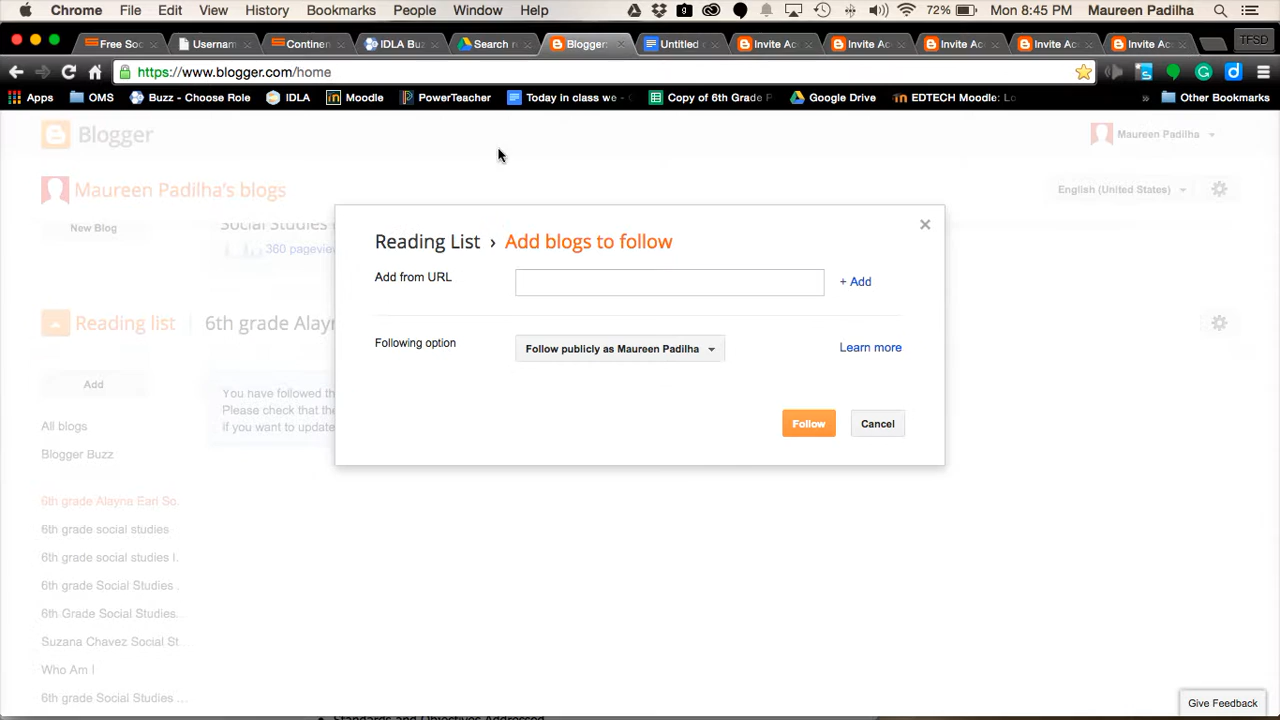 Chrome File Edit View History Bookmarks People Window Help 72% Mon 8:45 PM Maureen Padilha
Free So Usernam Continen IDLA Bu Search r Blogger: Untitled Invite Ac Invite Ac Invite Ac Invite Ac Invite Ac TFSD
https://www.blogger.com/home
Apps OMS Buzz - Choose Role IDLA Moodle PowerTeacher Today in class we - Copy of 6th Grade Google Drive EDTECH Moodle: Lo » Other Bookmarks
Blogger Maureen Padilha
Maureen Padilha's blogs English (United States)
New Blog Social Studies
360 pageview
Reading List › Add blogs to follow
Add from URL + Add
Reading list 6th grade Alayn
Following option Follow publicly as Maureen Padilha Learn more
Add
You have followed th
Please check that the
if you want to update
Follow Cancel
All blogs
Blogger Buzz
6th grade Alayna Earl So.
6th grade social studies
6th grade social studies I.
6th grade Social Studies .
6th Grade Social Studies..
Suzana Chavez Social St.
Who Am I
6th grade Social Studies ...
Give Feedback
Standards and Objectives Addressed